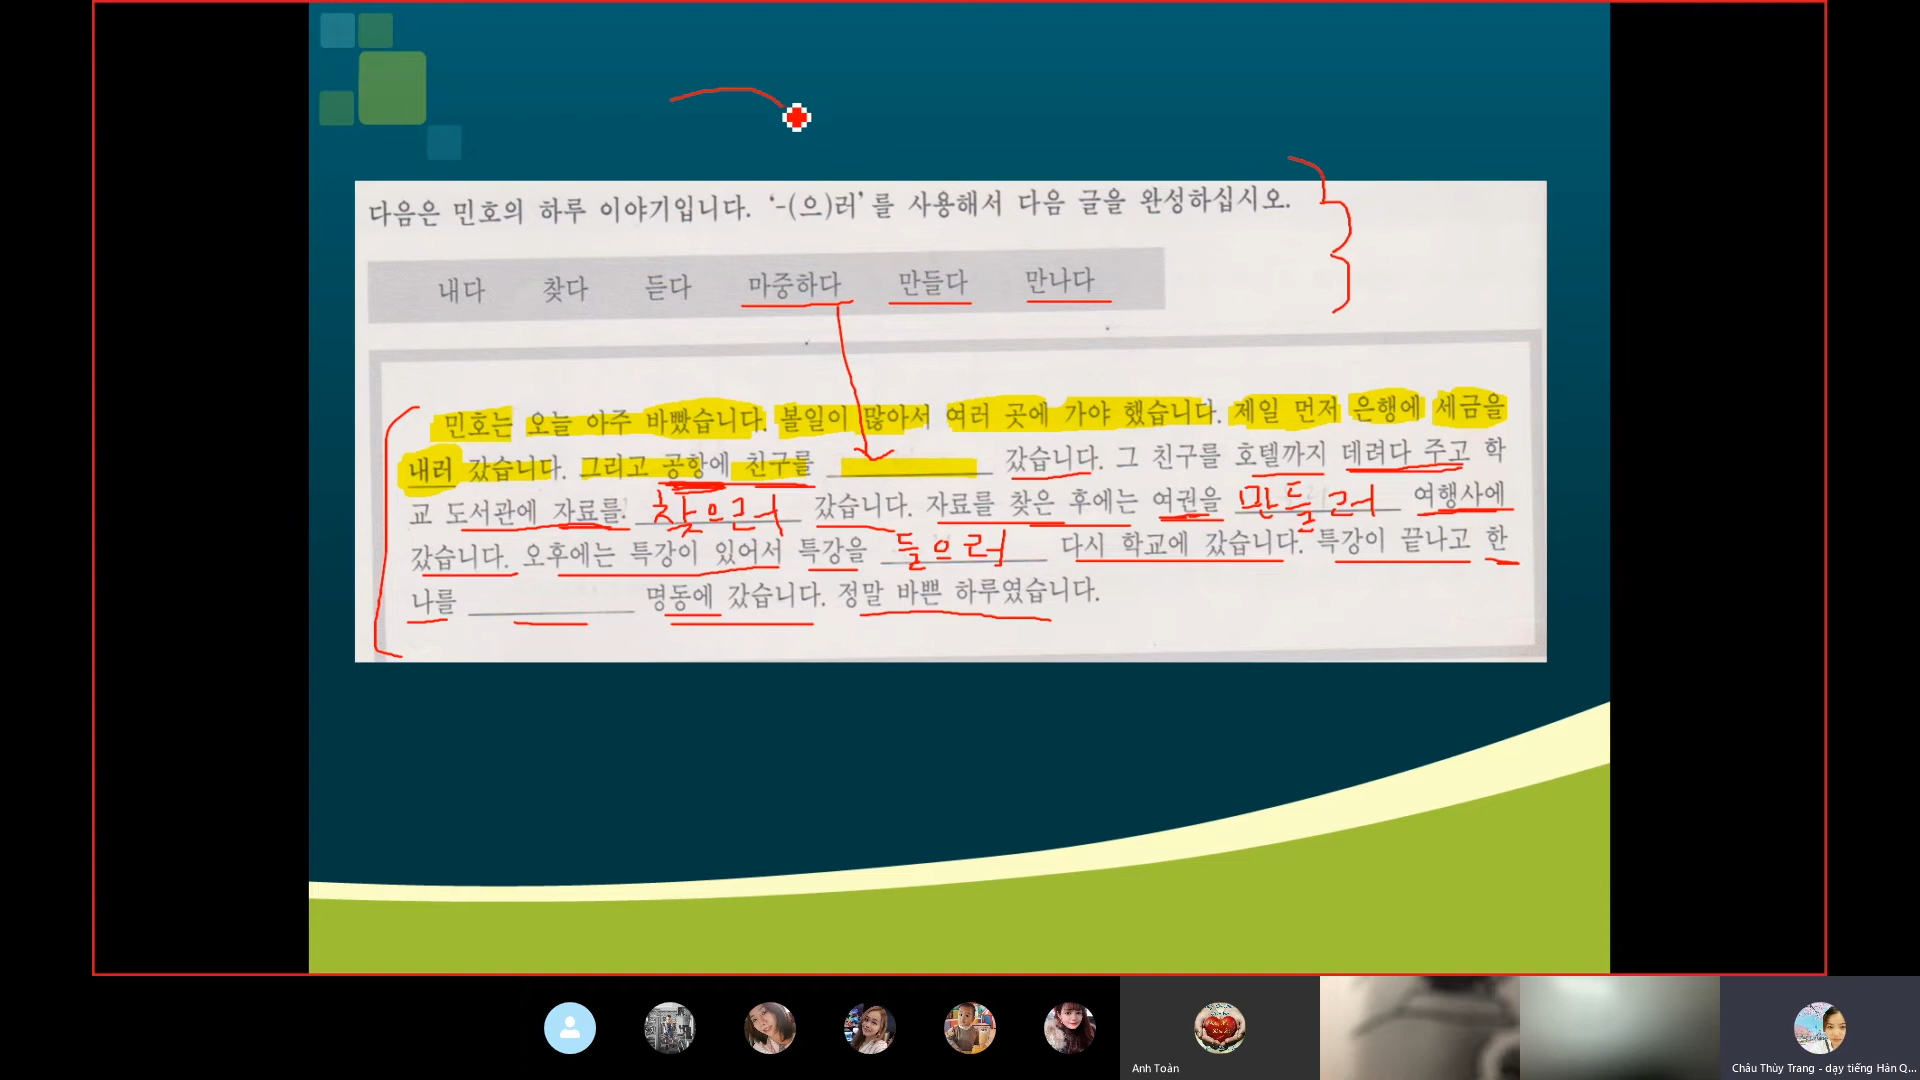 다음은 민호의 하루 이야기입니다. ‘-(으)러’를 사용해서 다음 글을 완성하십시오.
내다 찾다 듣다 마중하다 만들다 만나다
민호는 오늘 아주 바빴습니다. 볼일이 많아서 여러 곳에 가야 했습니다. 제일 먼저 은행에 세금을
내러 갔습니다. 그리고 공항에 친구를 갔습니다. 그 친구를 호텔까지 데려다 주고 학
교 도서관에 자료를 찾으러 갔습니다. 자료를 찾은 후에는 여권을 만들러 여행사에
갔습니다. 오후에는 특강이 있어서 특강을 들으러 다시 학교에 갔습니다. 특강이 끝나고 한
나를 명동에 갔습니다. 정말 바쁜 하루였습니다.
Anh Toàn
Châu Thùy Trang - dạy tiếng Hàn Q...